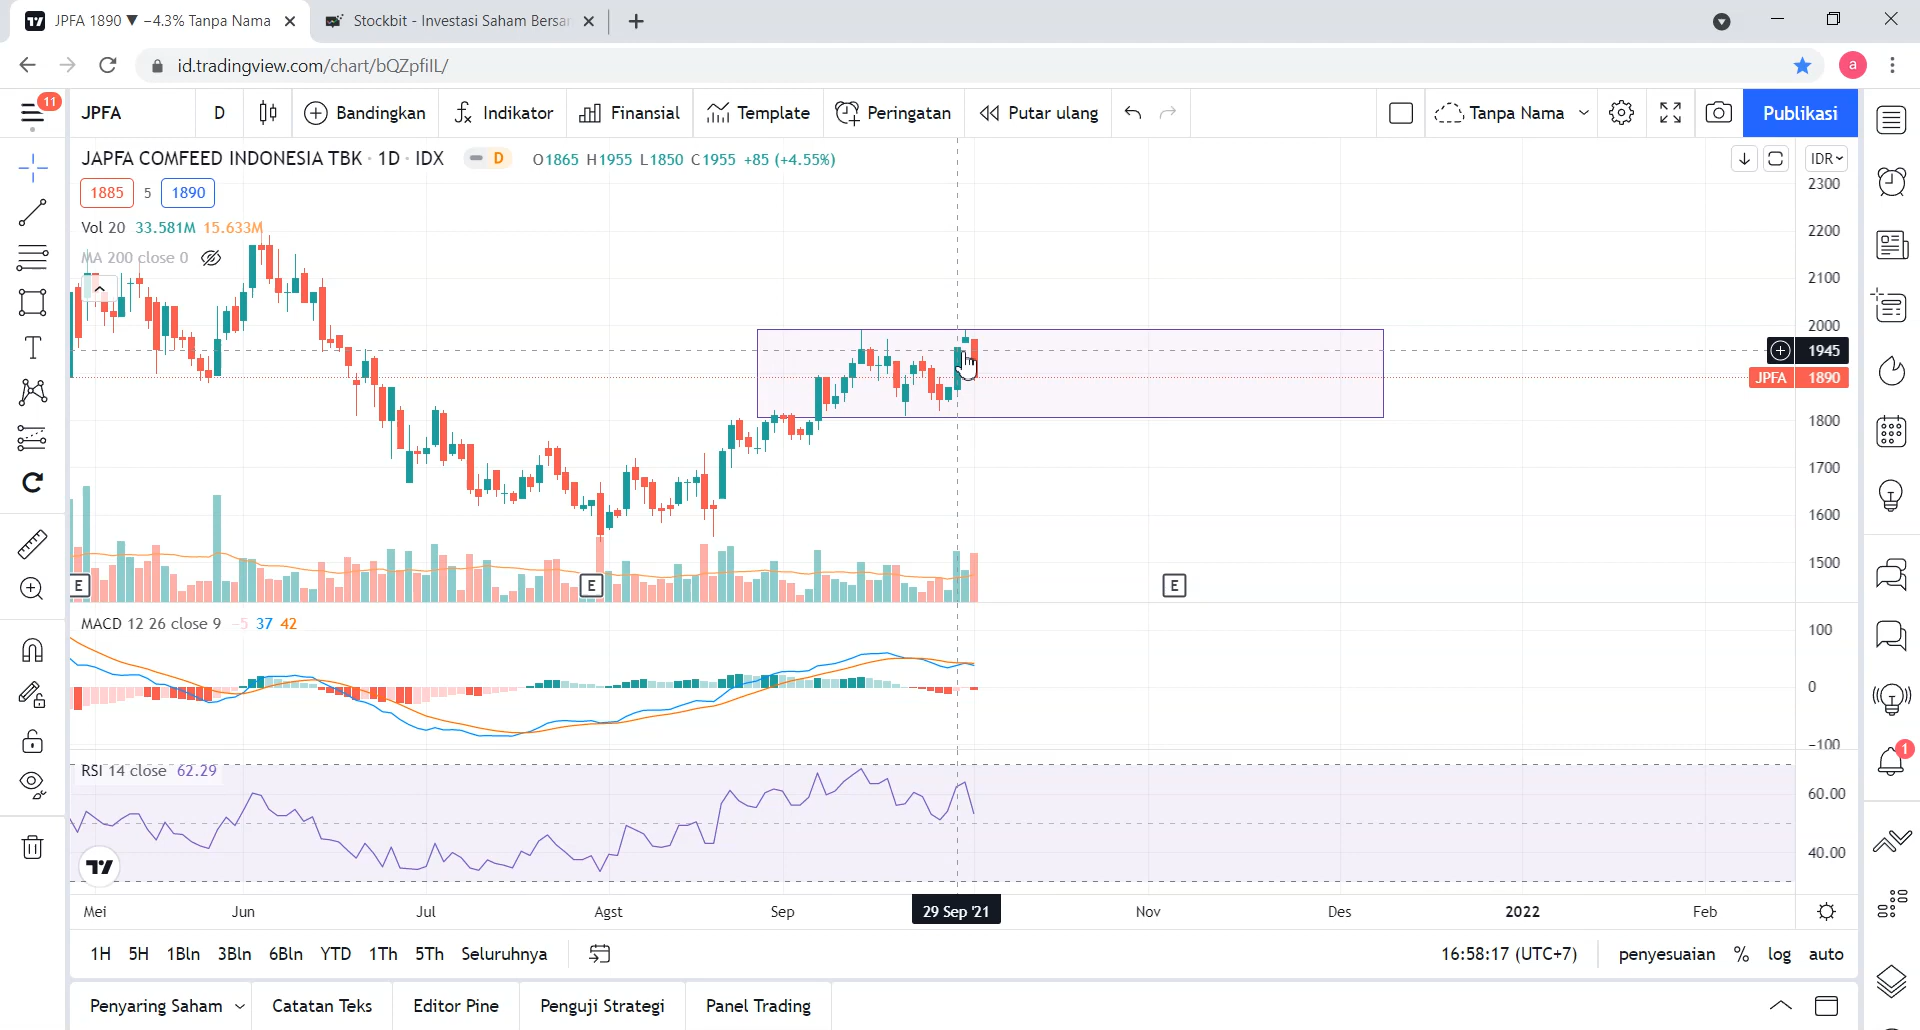 JPFA 1890 ▼ −4.3% Tanpa Nama
Stockbit - Investasi Saham Bersa
id.tradingview.com/chart/bQZpfiIL/
a
11
JPFA
D
Bandingkan
Indikator
Finansial
Template
Peringatan
Putar ulang
Tanpa Nama
Publikasi
JAPFA COMFEED INDONESIA TBK · 1D · IDX
D
O1865 H1955 L1850 C1955 +85 (+4.55%)
IDR
1885 5 1890
Vol 20 33.581M 15.633M
MA 200 close 0
2300
2200
2100
2000
1945
JPFA 1890
1800
1700
1600
1500
E
E
E
MACD 12 26 close 9 −5 37 42
100
0
−100
1
RSI 14 close 62.29
60.00
40.00
Mei Jun Jul Agst Sep 29 Sep '21 Nov Des 2022 Feb
1H 5H 1Bln 3Bln 6Bln YTD 1Th 5Th Seluruhnya
16:58:17 (UTC+7) penyesuaian % log auto
Penyaring Saham Catatan Teks Editor Pine Penguji Strategi Panel Trading